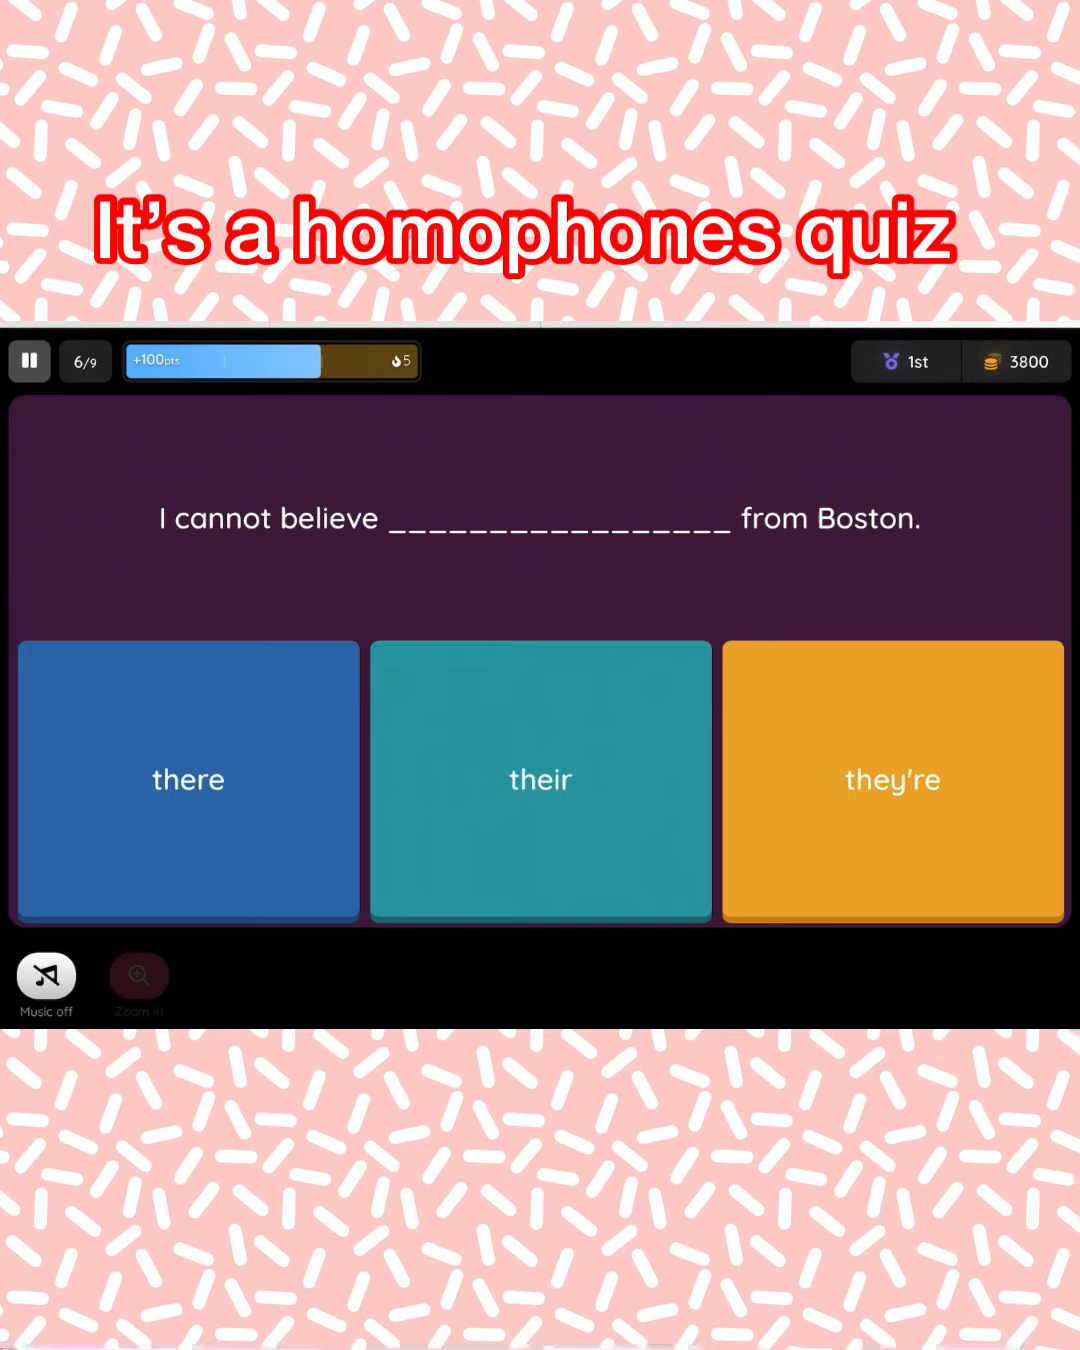 It's a homophones quiz
6/9
+100pts
5
1st
3800
I cannot believe _________________ from Boston.
there
their
they're
Music off
Zoom in